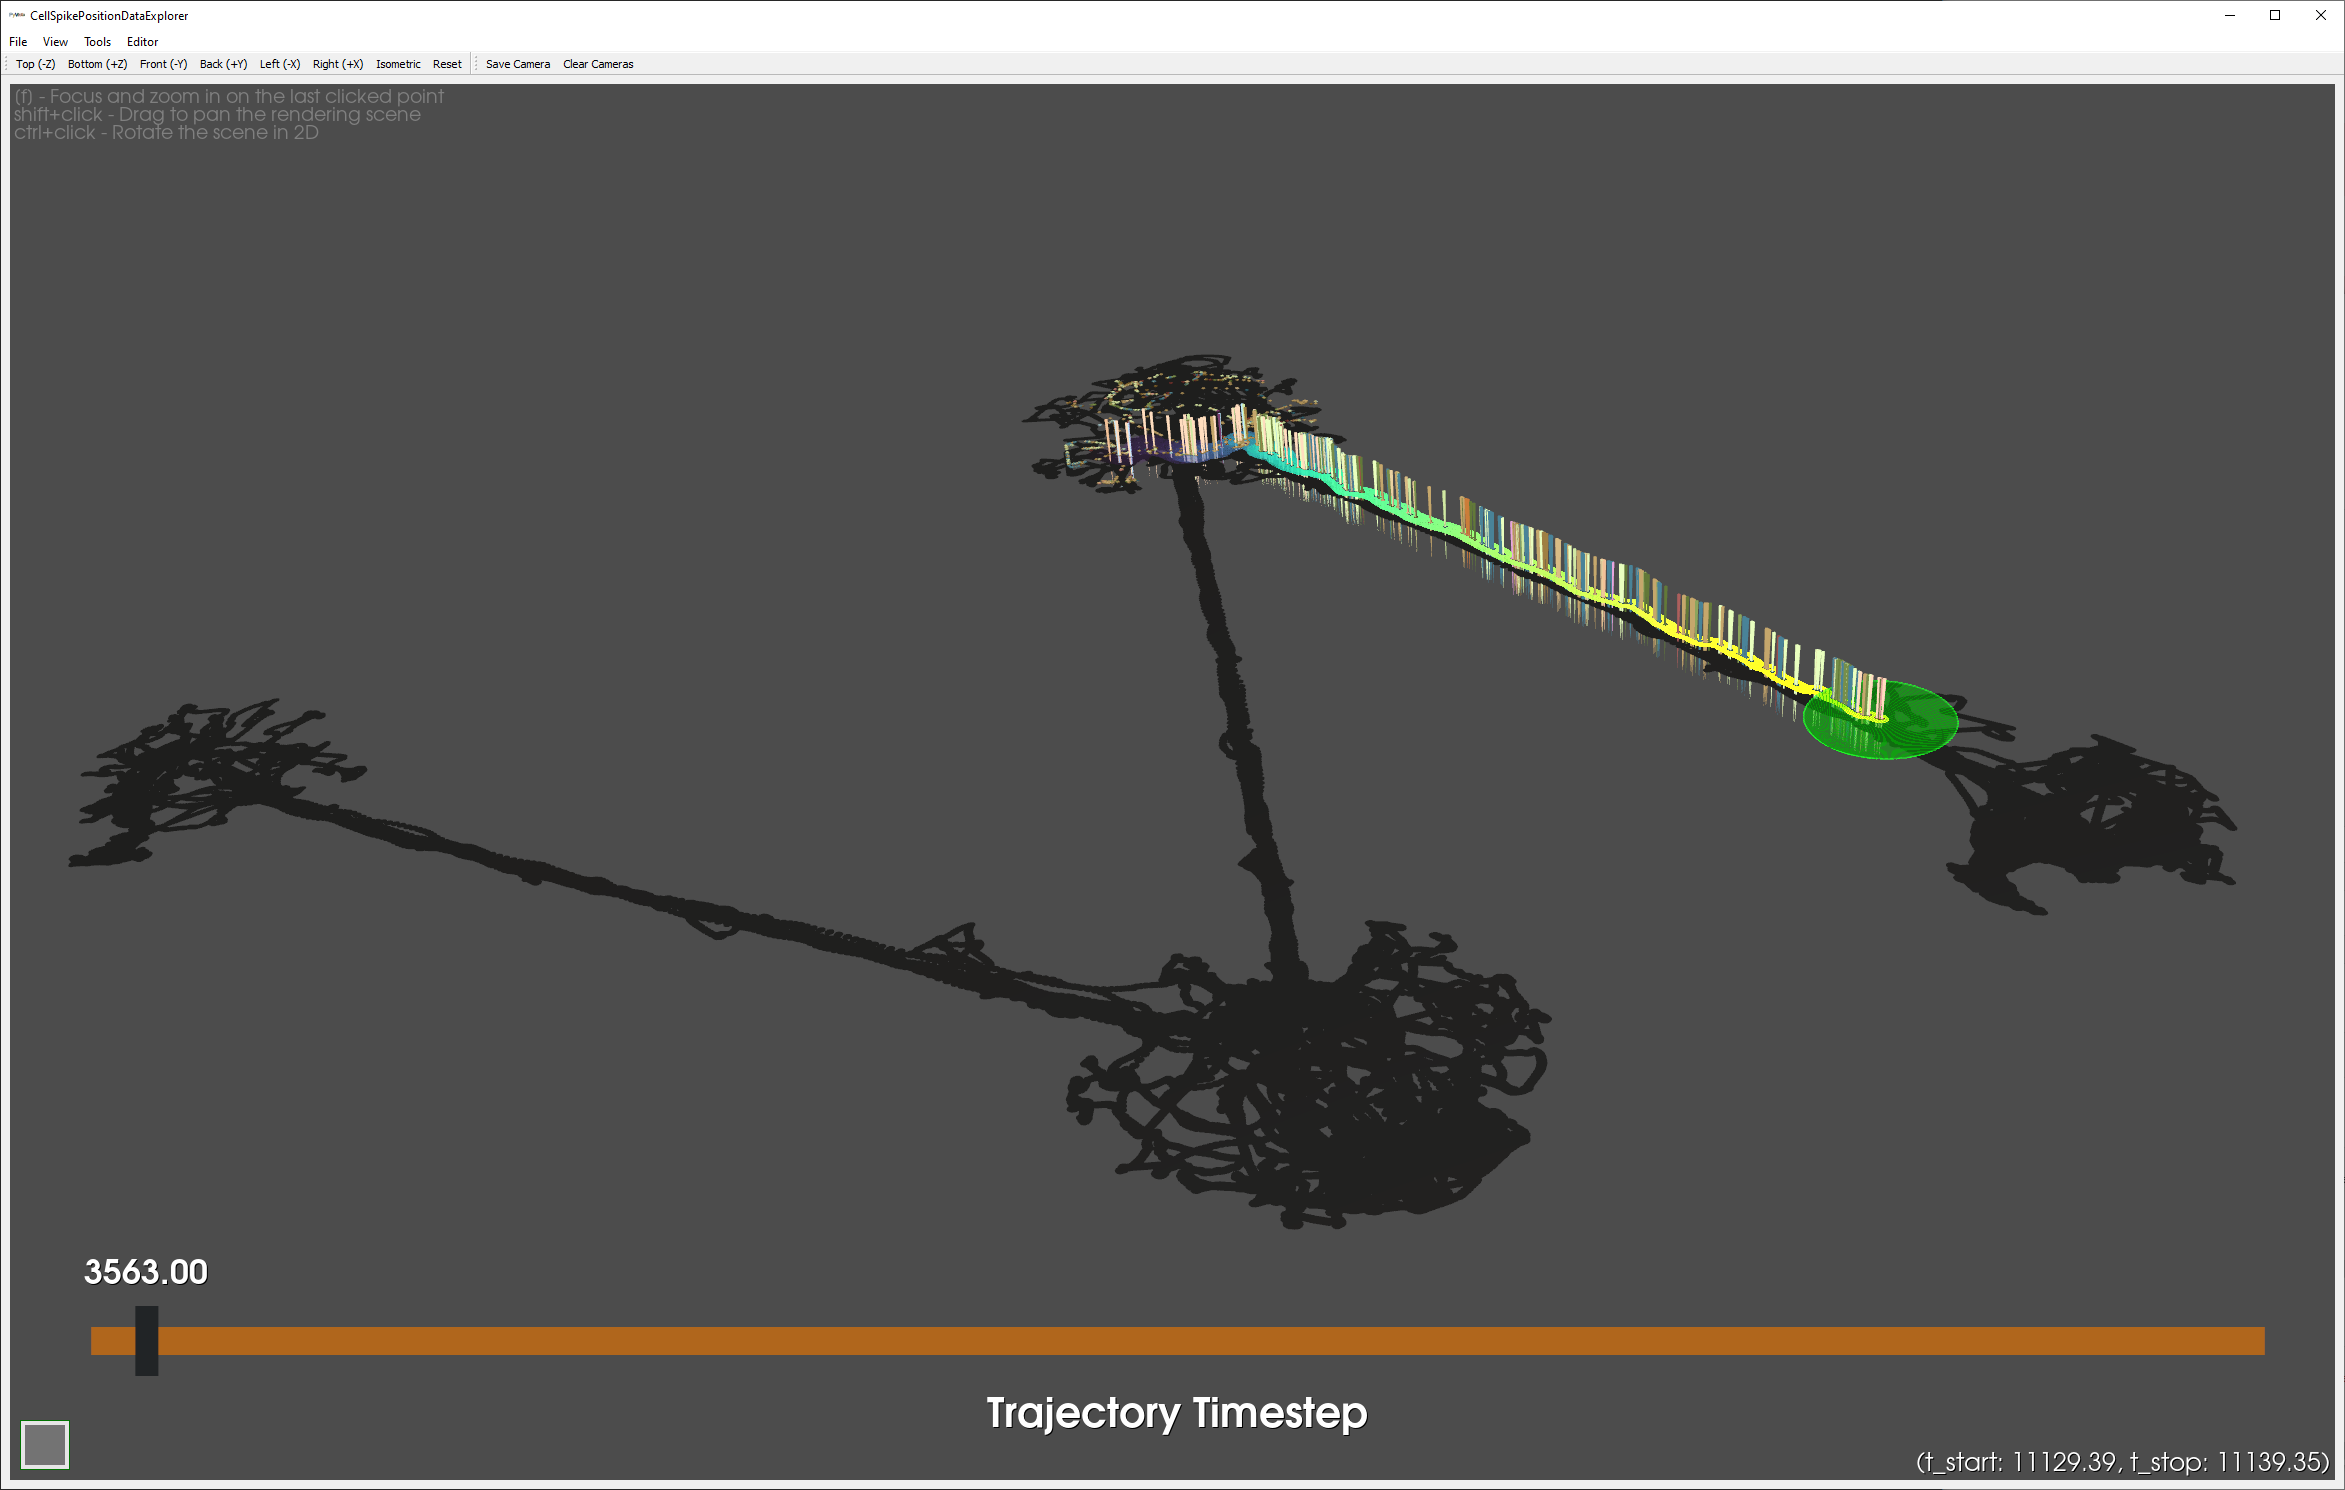 CellSpikePositionDataExplorer
File View Tools Editor
Top (-Z) Bottom (+Z) Front (-Y) Back (+Y) Left (-X) Right (+X) Isometric Reset Save Camera Clear Cameras
(f) - Focus and zoom in on the last clicked point
shift+click - Drag to pan the rendering scene
ctrl+click - Rotate the scene in 2D
3563.00
Trajectory Timestep
(t_start: 11129.39, t_stop: 11139.35)